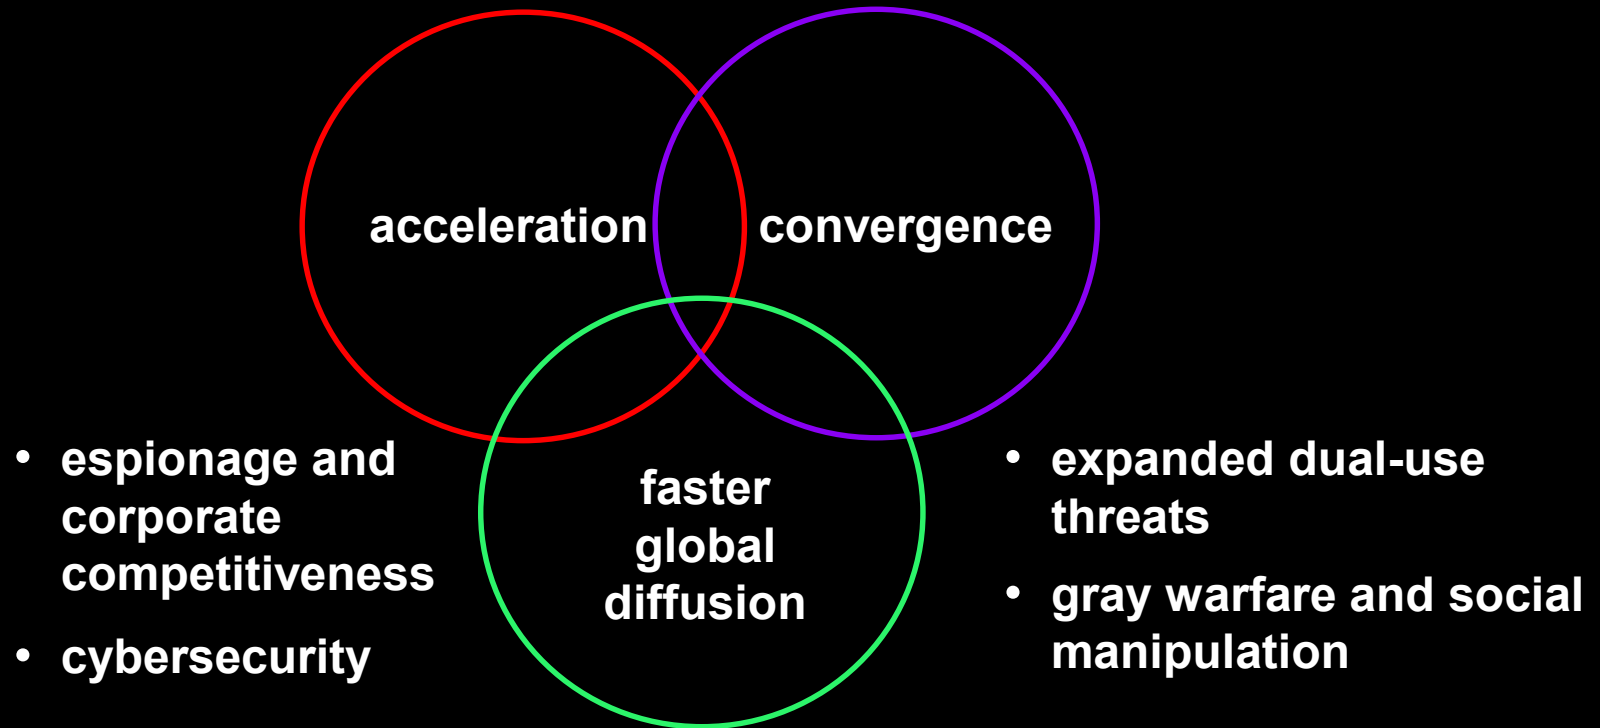 acceleration
convergence
• espionage and
corporate
competitiveness
• cybersecurity
faster
global
diffusion
• expanded dual-use
threats
• gray warfare and social
manipulation